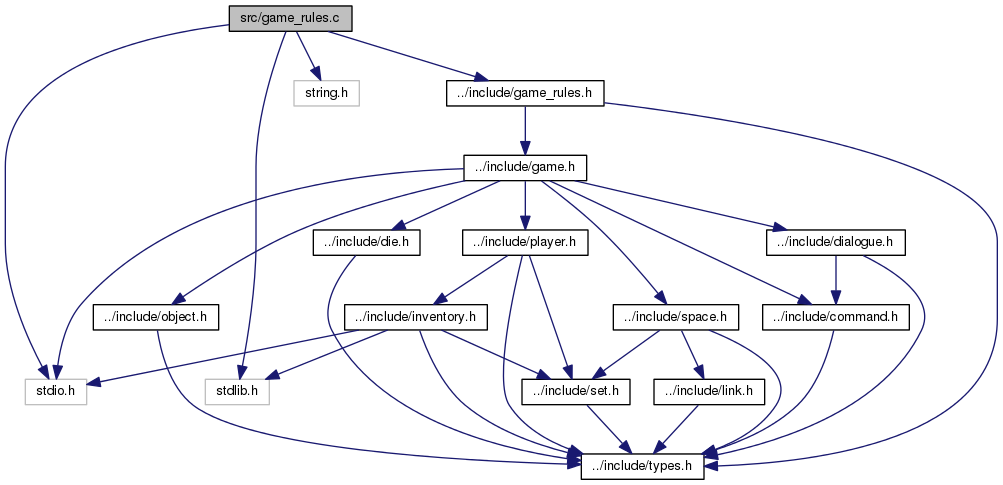 src/game_rules.c
string.h
../include/game_rules.h
../include/game.h
../include/die.h
../include/player.h
../include/dialogue.h
../include/object.h
../include/inventory.h
../include/space.h
../include/command.h
stdio.h
stdlib.h
../include/set.h
../include/link.h
../include/types.h